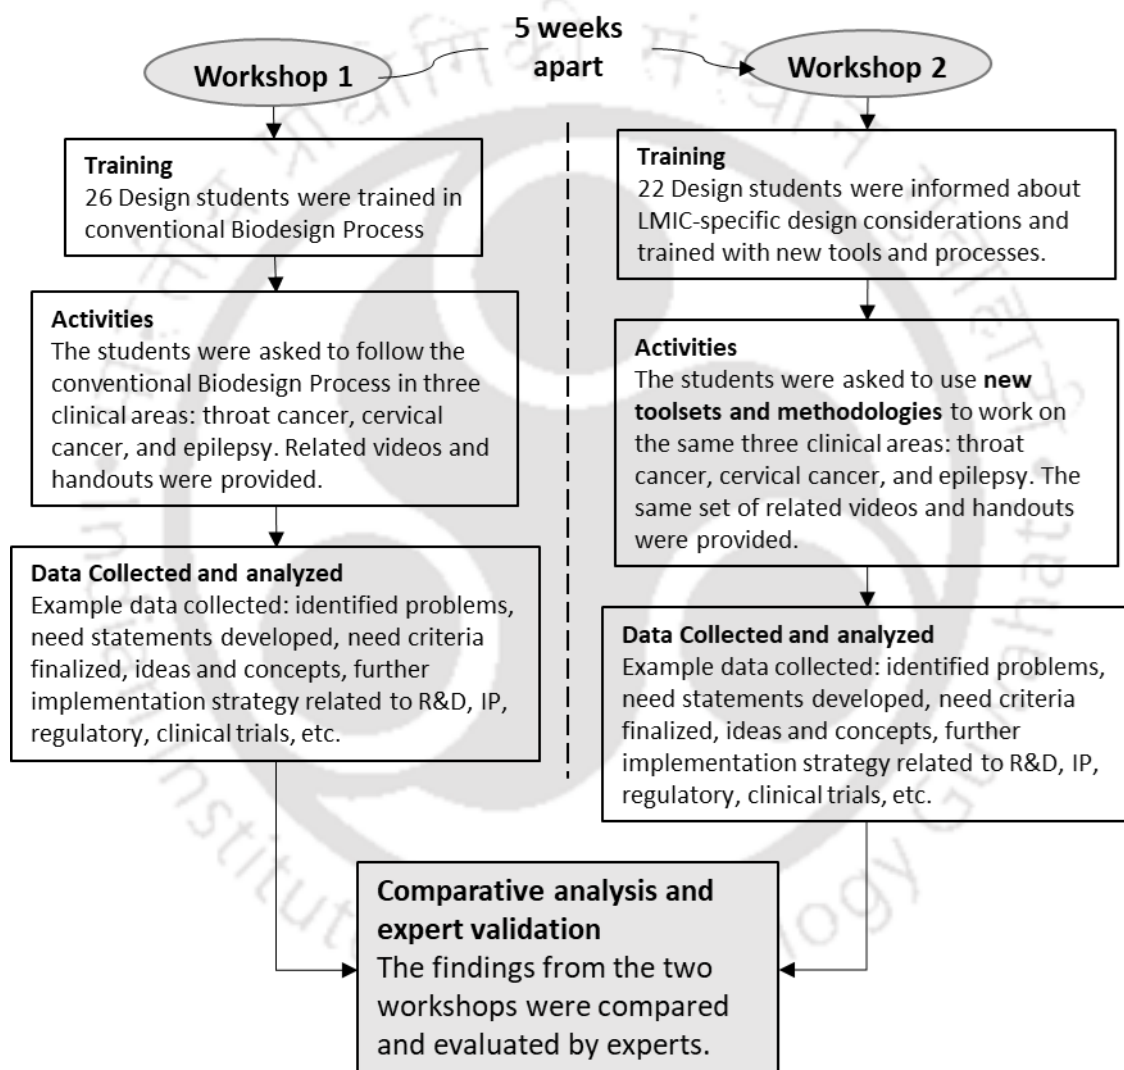 5 weeks
apart
Workshop 1
Workshop 2
Training
26 Design students were trained in
conventional Biodesign Process
Activities
The students were asked to follow the
conventional Biodesign Process in three
clinical areas: throat cancer, cervical
cancer, and epilepsy. Related videos and
handouts were provided.
Data Collected and analyzed
Example data collected: identified problems,
need statements developed, need criteria
finalized, ideas and concepts, further
implementation strategy related to R&D, IP,
regulatory, clinical trials, etc.
Training
22 Design students were informed about
LMIC-specific design considerations and
trained with new tools and processes.
Activities
The students were asked to use new
toolsets and methodologies to work on
the same three clinical areas: throat
cancer, cervical cancer, and epilepsy. The
same set of related videos and handouts
were provided.
Data Collected and analyzed
Example data collected: identified problems,
need statements developed, need criteria
finalized, ideas and concepts, further
implementation strategy related to R&D, IP,
regulatory, clinical trials, etc.
Comparative analysis and
expert validation
The findings from the two
workshops were compared
and evaluated by experts.